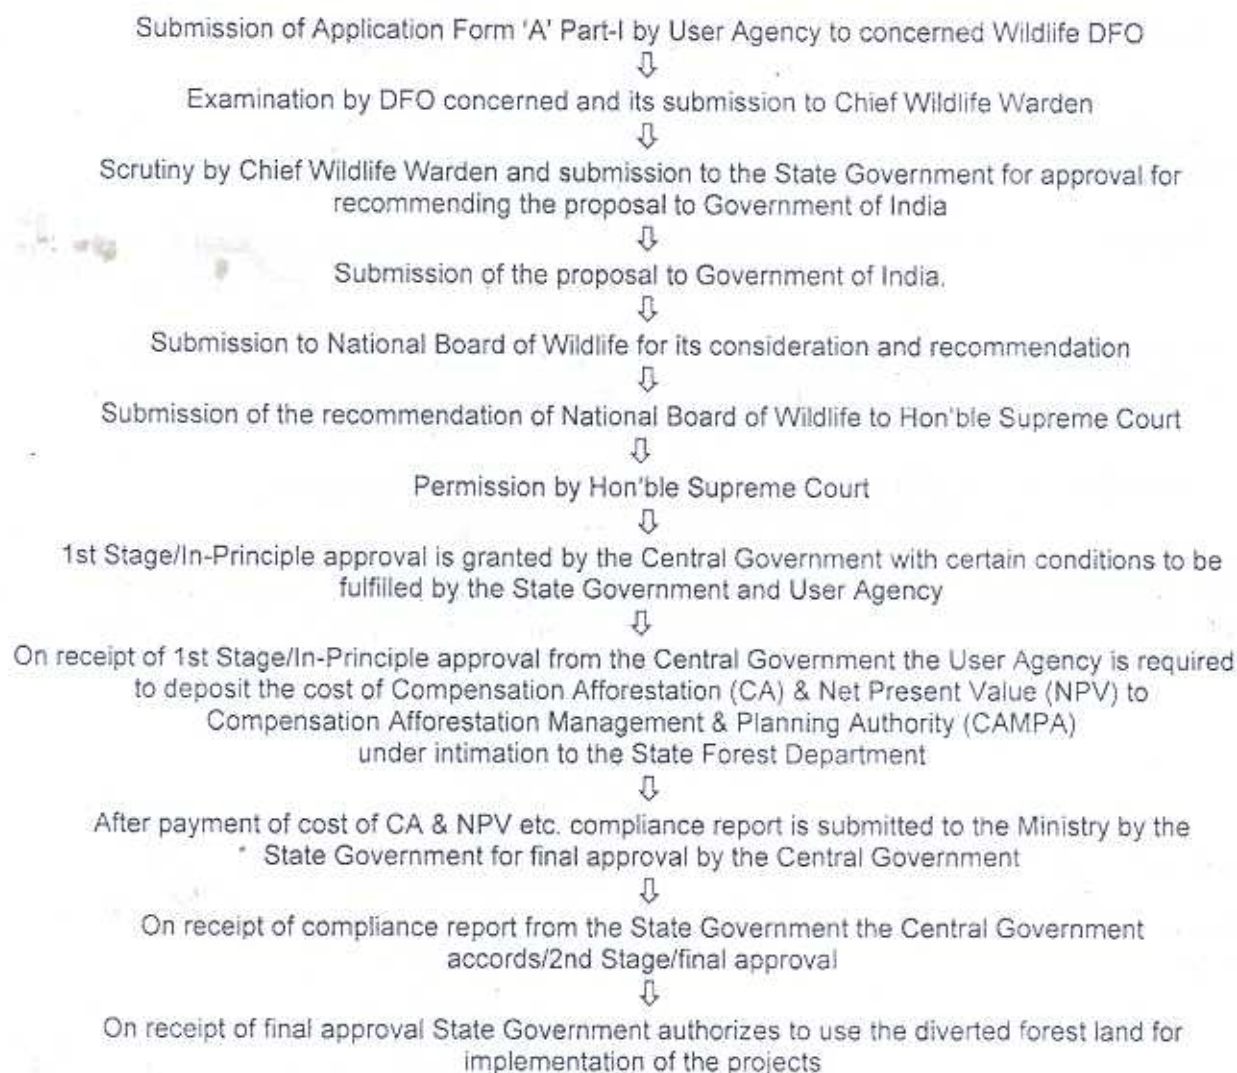 Submission of Application Form 'A' Part-I by User Agency to concerned Wildlife DFO
⇩
Examination by DFO concerned and its submission to Chief Wildlife Warden
⇩
Scrutiny by Chief Wildlife Warden and submission to the State Government for approval for
recommending the proposal to Government of India
⇩
Submission of the proposal to Government of India.
⇩
Submission to National Board of Wildlife for its consideration and recommendation
⇩
Submission of the recommendation of National Board of Wildlife to Hon'ble Supreme Court
⇩
Permission by Hon'ble Supreme Court
⇩
1st Stage/In-Principle approval is granted by the Central Government with certain conditions to be
fulfilled by the State Government and User Agency
⇩
On receipt of 1st Stage/In-Principle approval from the Central Government the User Agency is required
to deposit the cost of Compensation Afforestation (CA) & Net Present Value (NPV) to
Compensation Afforestation Management & Planning Authority (CAMPA)
under intimation to the State Forest Department
⇩
After payment of cost of CA & NPV etc. compliance report is submitted to the Ministry by the
State Government for final approval by the Central Government
⇩
On receipt of compliance report from the State Government the Central Government
accords/2nd Stage/final approval
⇩
On receipt of final approval State Government authorizes to use the diverted forest land for
implementation of the projects